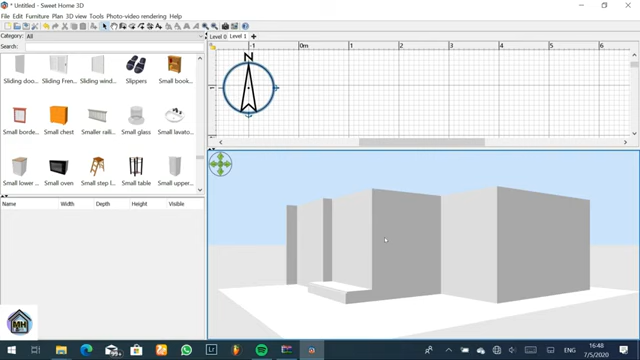 * Untitled - Sweet Home 3D
File Edit Furniture Plan 3D view Tools Photo-video rendering Help
Category: All
Search:
Level 0 Level 1
-1 0m 1 2 3 4 5 6
N
Sliding doo... Sliding Fren... Sliding wind... Slippers Small book...
Small borde... Small chest Smaller raili... Small glass Small lavato...
Small lower ... Small oven Small step l... Small table Small upper...
Name Width Depth Height Visible
MH
ENG
16:48
7/5/2020